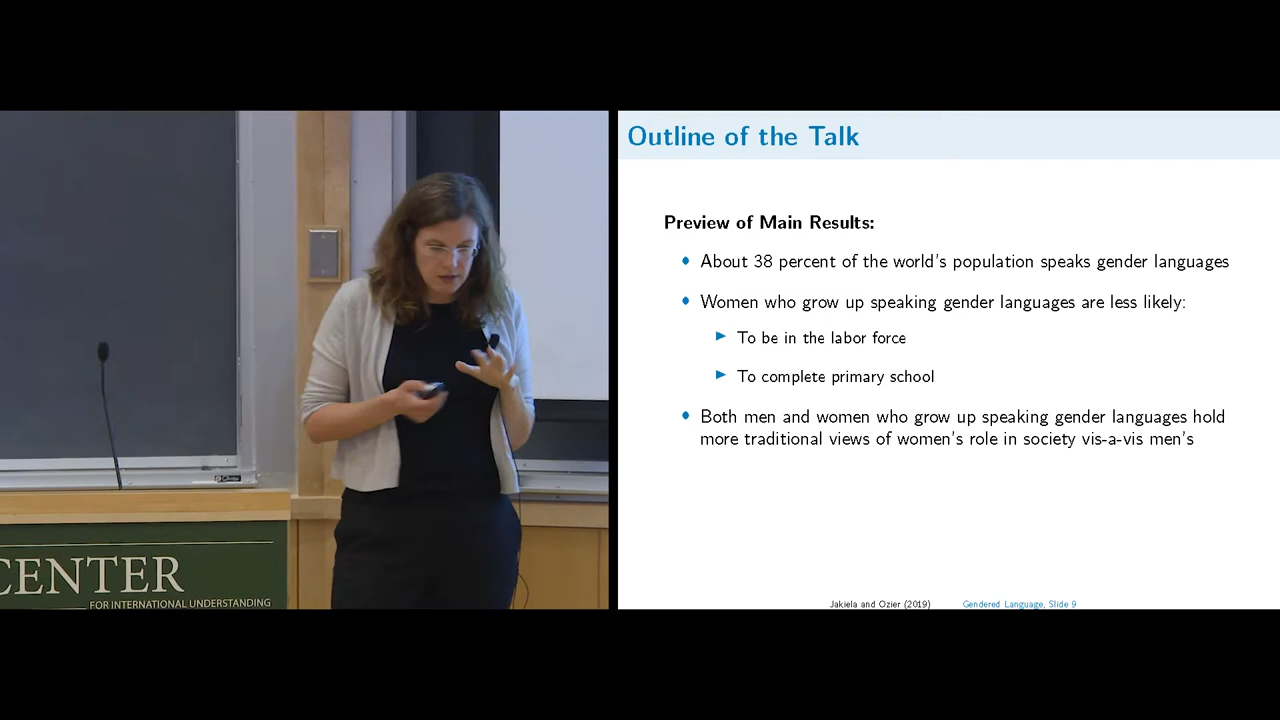 Outline of the Talk
Preview of Main Results:
About 38 percent of the world's population speaks gender languages
Women who grow up speaking gender languages are less likely:
To be in the labor force
To complete primary school
Both men and women who grow up speaking gender languages hold
more traditional views of women's role in society vis-a-vis men's
Jakiela and Ozier (2019) Gendered Language, Slide 9
CENTER
FOR INTERNATIONAL UNDERSTANDING